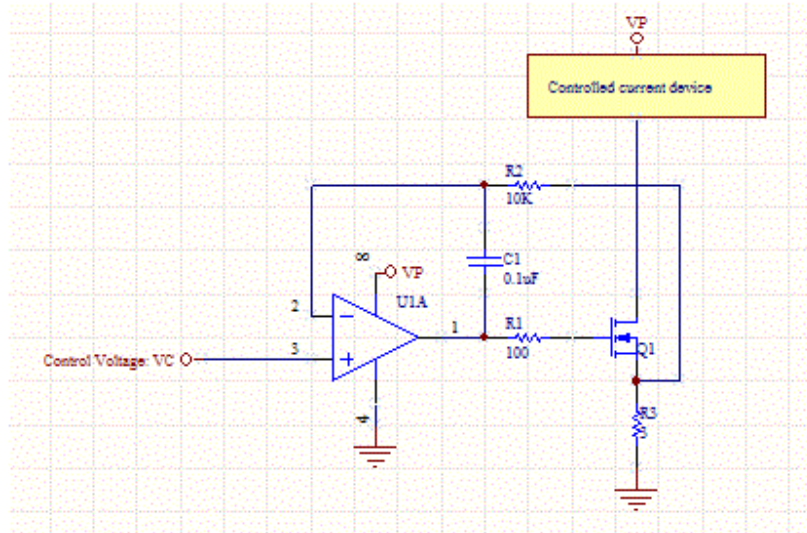 VP
Controlled current device
R2
10K
C1
0.1uF
8
VP
U1A
2
1
R1
100
3
Control Voltage: VC
Q1
4
R3
5